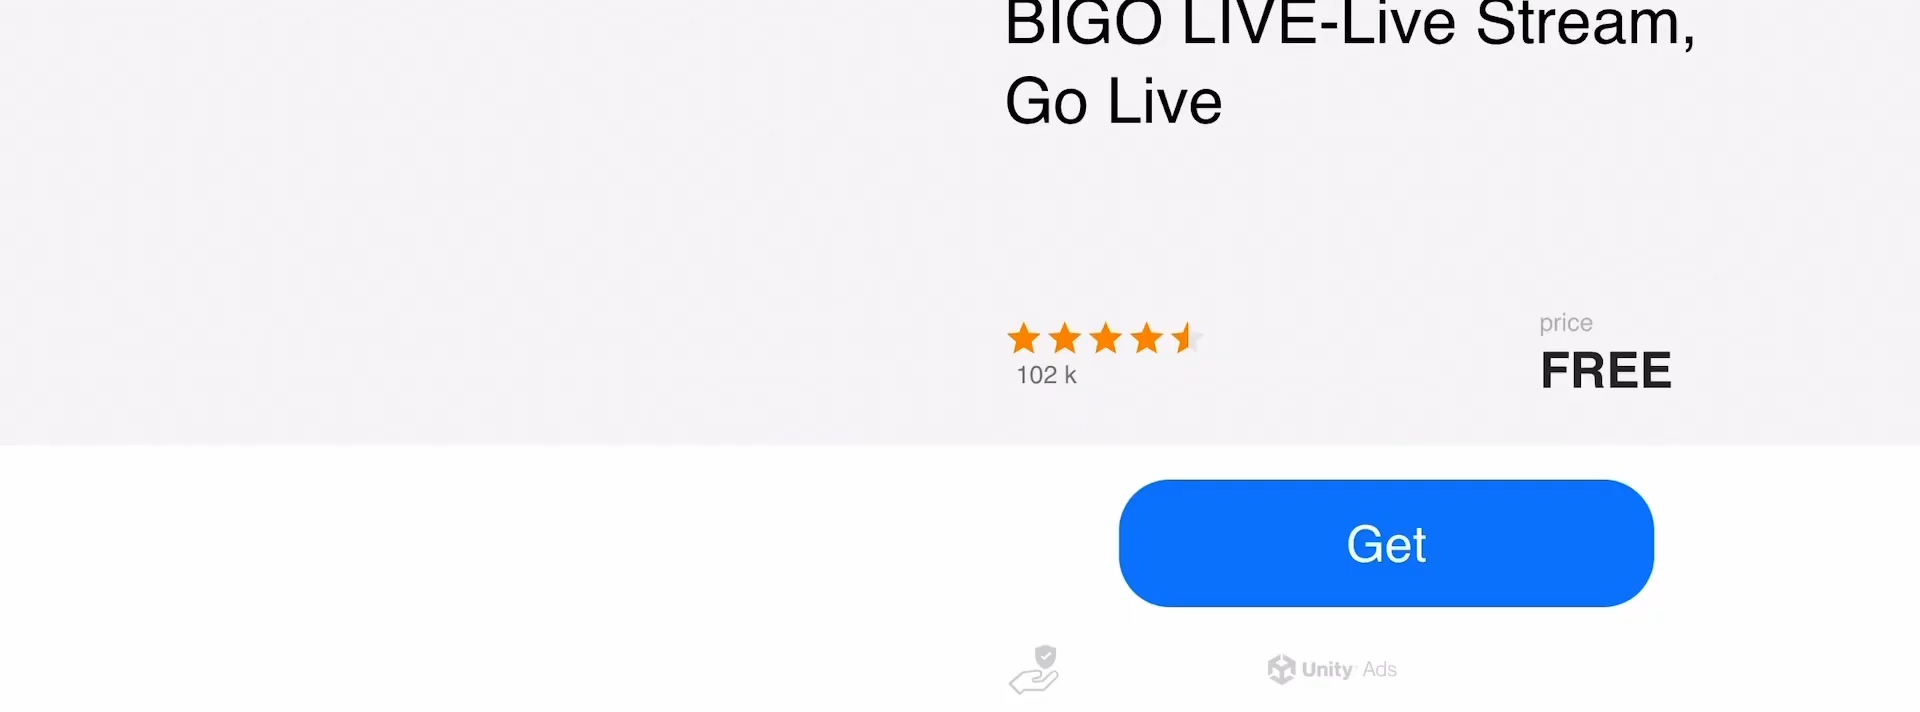 BIGO LIVE-Live Stream,
Go Live
102 k
price
FREE
Get
Unity Ads